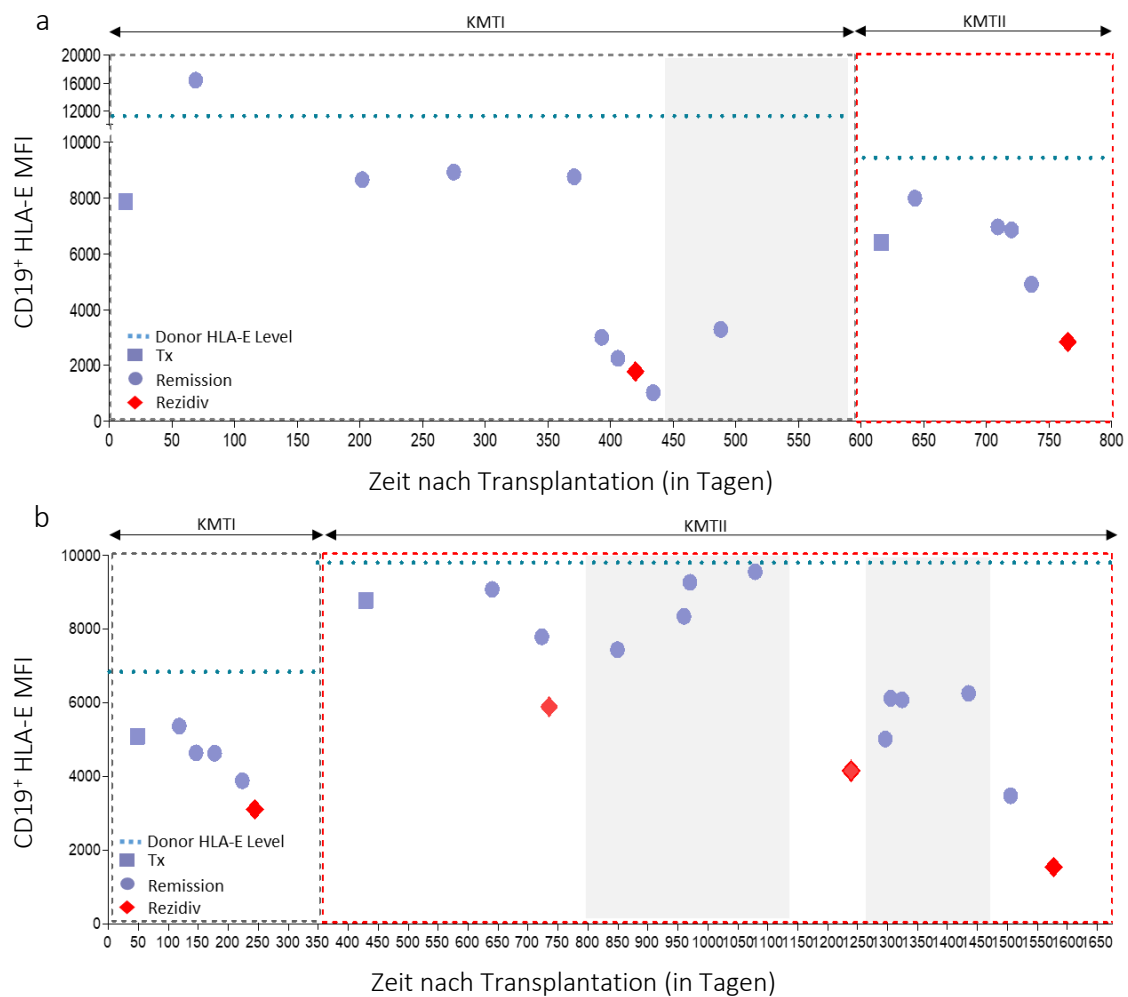 a
KMTI
KMTII
20000
16000
12000
10000
8000
6000
4000
2000
0
CD19⁺ HLA-E MFI
Donor HLA-E Level
Tx
Remission
Rezidiv
0 50 100 150 200 250 300 350 400 450 500 550 600 650 700 750 800
Zeit nach Transplantation (in Tagen)
b
KMTI
KMTII
10000
8000
6000
4000
2000
0
CD19⁺ HLA-E MFI
Donor HLA-E Level
Tx
Remission
Rezidiv
0 50 100 150 200 250 300 350 400 450 500 550 600 650 700 750 800 850 900 950 1000 1050 1100 1150 1200 1250 1300 1350 1400 1450 1500 1550 1600 1650
Zeit nach Transplantation (in Tagen)